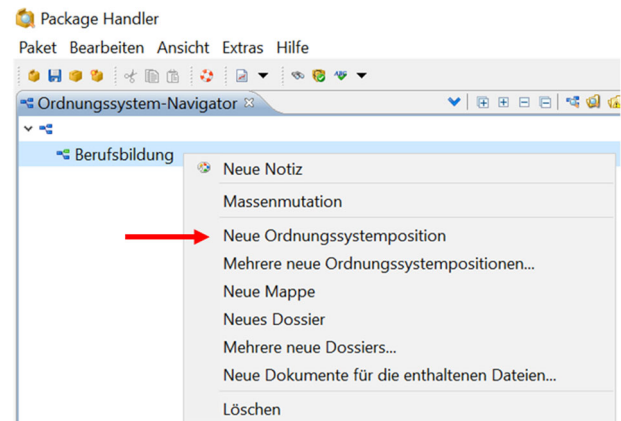 Package Handler
Paket Bearbeiten Ansicht Extras Hilfe
Ordnungssystem-Navigator
Berufsbildung
Neue Notiz
Massenmutation
Neue Ordnungssystemposition
Mehrere neue Ordnungssystempositionen...
Neue Mappe
Neues Dossier
Mehrere neue Dossiers...
Neue Dokumente für die enthaltenen Dateien...
Löschen